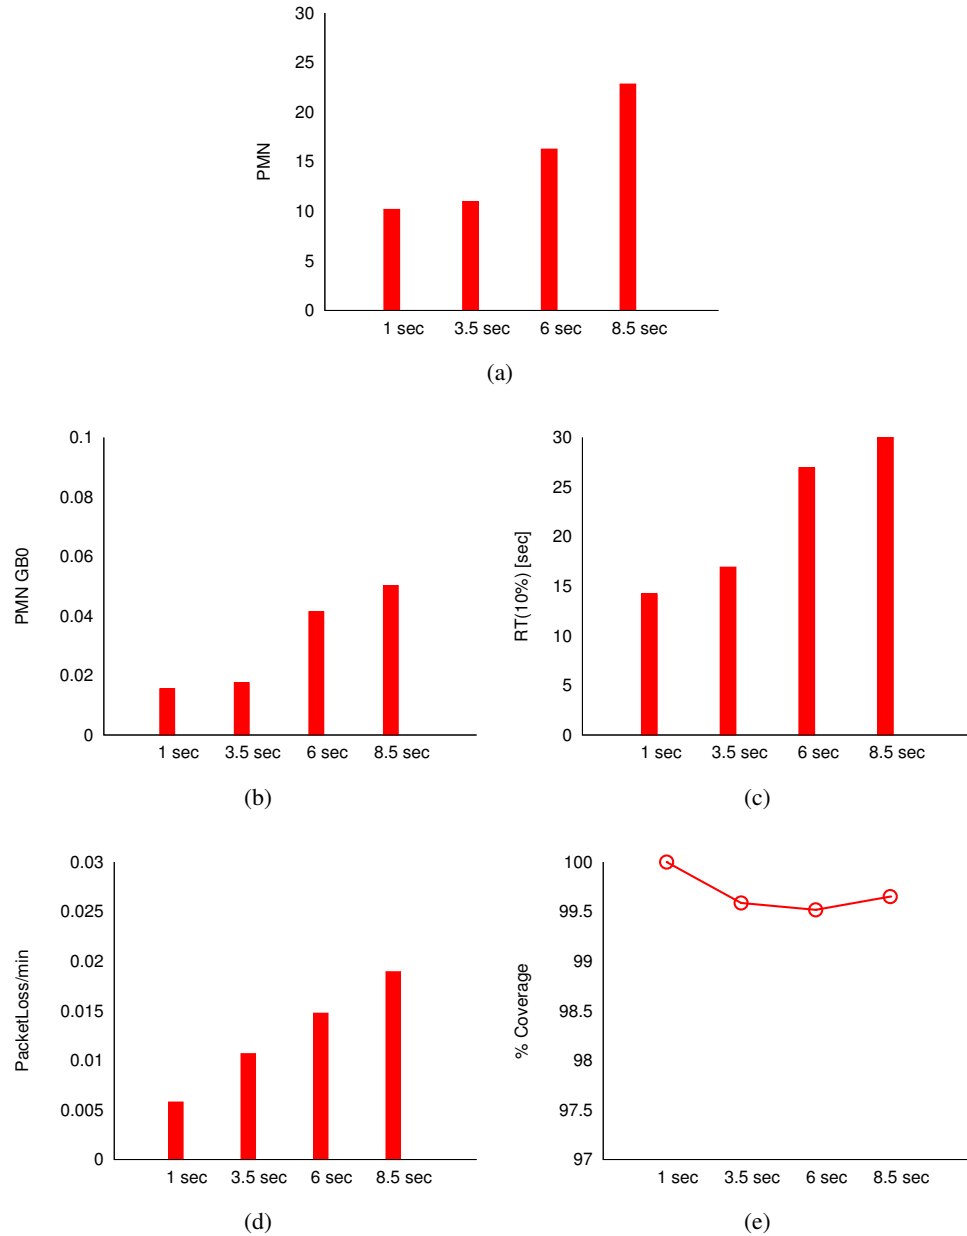 30
25
20
15
10
5
0
PMN
1 sec 3.5 sec 6 sec 8.5 sec
(a)
0.1
0.08
0.06
0.04
0.02
0
PMN GB0
1 sec 3.5 sec 6 sec 8.5 sec
(b)
30
25
20
15
10
5
0
RT(10%) [sec]
1 sec 3.5 sec 6 sec 8.5 sec
(c)
0.03
0.025
0.02
0.015
0.01
0.005
0
PacketLoss/min
1 sec 3.5 sec 6 sec 8.5 sec
(d)
100
99.5
99
98.5
98
97.5
97
% Coverage
1 sec 3.5 sec 6 sec 8.5 sec
(e)